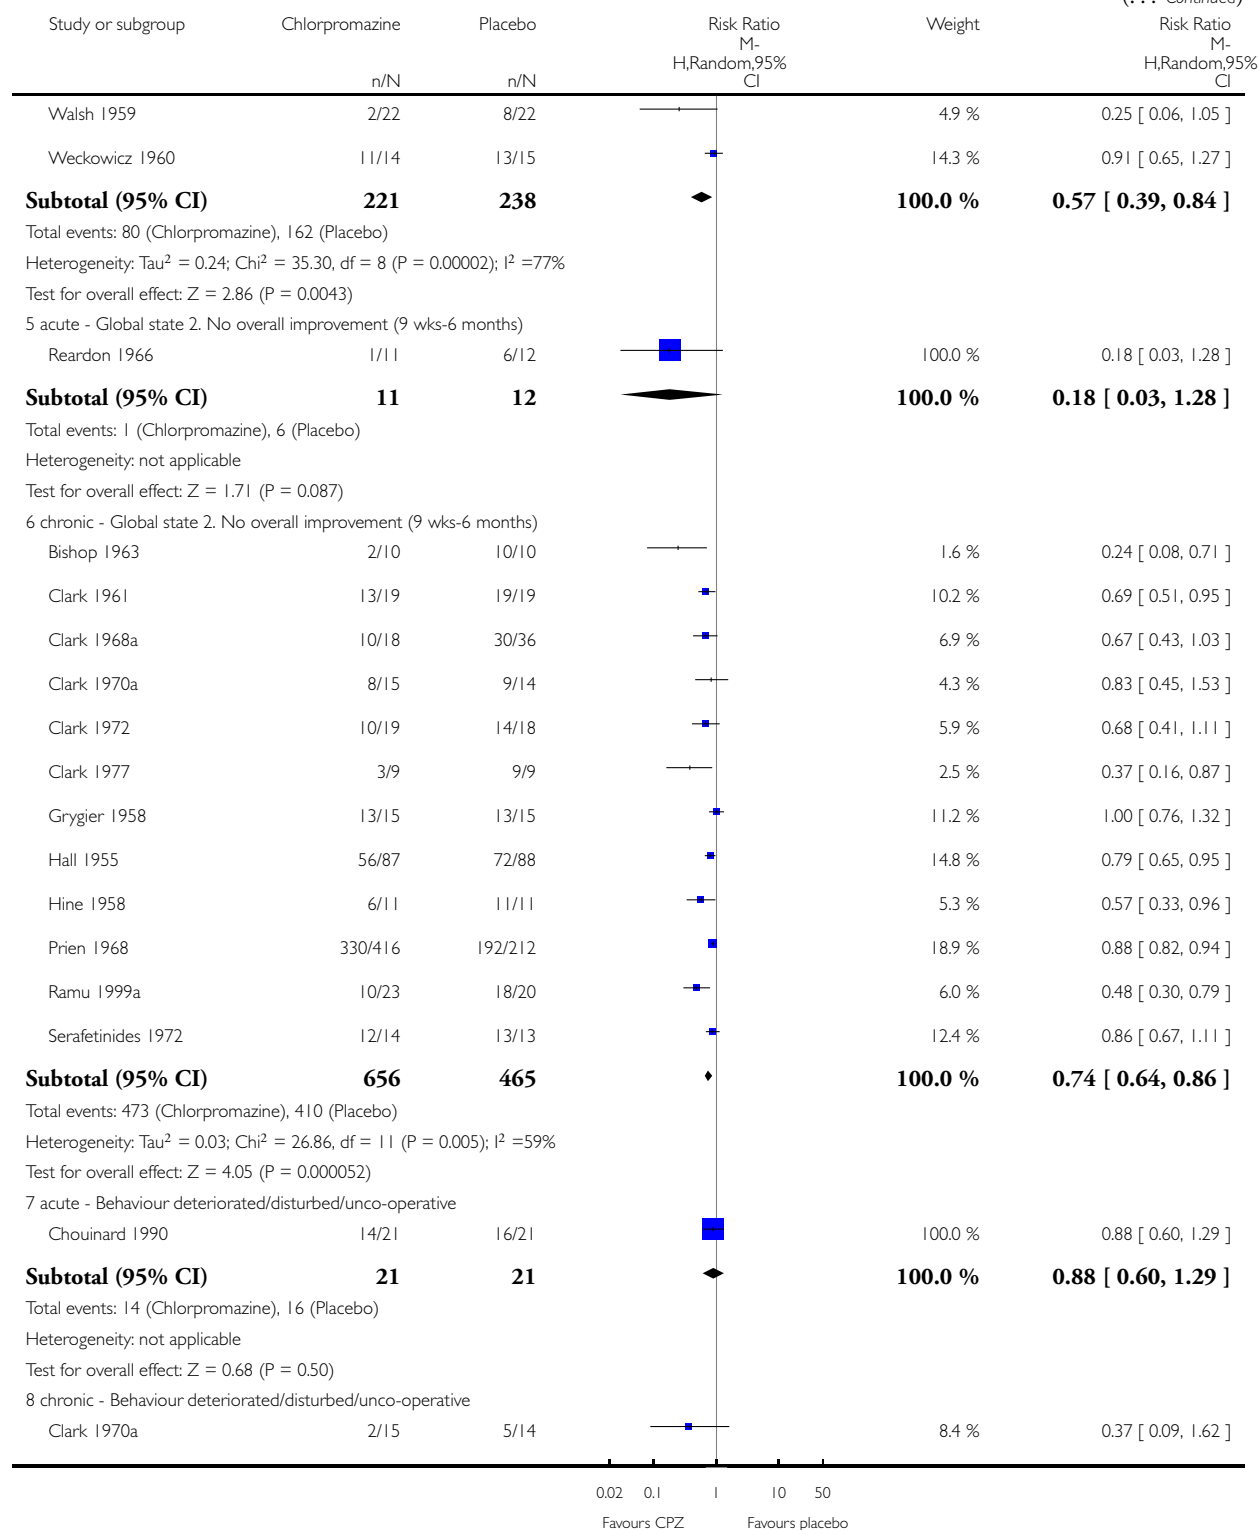 (. . . Continued)
Study or subgroup Chlorpromazine Placebo Risk Ratio Weight Risk Ratio
M- M-
H,Random,95% H,Random,95%
n/N n/N CI CI
Walsh 1959 2/22 8/22 4.9 % 0.25 [ 0.06, 1.05 ]
Weckowicz 1960 11/14 13/15 14.3 % 0.91 [ 0.65, 1.27 ]
Subtotal (95% CI) 221 238 100.0 % 0.57 [ 0.39, 0.84 ]
Total events: 80 (Chlorpromazine), 162 (Placebo)
Heterogeneity: Tau² = 0.24; Chi² = 35.30, df = 8 (P = 0.00002); I² =77%
Test for overall effect: Z = 2.86 (P = 0.0043)
5 acute - Global state 2. No overall improvement (9 wks-6 months)
Reardon 1966 1/11 6/12 100.0 % 0.18 [ 0.03, 1.28 ]
Subtotal (95% CI) 11 12 100.0 % 0.18 [ 0.03, 1.28 ]
Total events: 1 (Chlorpromazine), 6 (Placebo)
Heterogeneity: not applicable
Test for overall effect: Z = 1.71 (P = 0.087)
6 chronic - Global state 2. No overall improvement (9 wks-6 months)
Bishop 1963 2/10 10/10 1.6 % 0.24 [ 0.08, 0.71 ]
Clark 1961 13/19 19/19 10.2 % 0.69 [ 0.51, 0.95 ]
Clark 1968a 10/18 30/36 6.9 % 0.67 [ 0.43, 1.03 ]
Clark 1970a 8/15 9/14 4.3 % 0.83 [ 0.45, 1.53 ]
Clark 1972 10/19 14/18 5.9 % 0.68 [ 0.41, 1.11 ]
Clark 1977 3/9 9/9 2.5 % 0.37 [ 0.16, 0.87 ]
Grygier 1958 13/15 13/15 11.2 % 1.00 [ 0.76, 1.32 ]
Hall 1955 56/87 72/88 14.8 % 0.79 [ 0.65, 0.95 ]
Hine 1958 6/11 11/11 5.3 % 0.57 [ 0.33, 0.96 ]
Prien 1968 330/416 192/212 18.9 % 0.88 [ 0.82, 0.94 ]
Ramu 1999a 10/23 18/20 6.0 % 0.48 [ 0.30, 0.79 ]
Serafetinides 1972 12/14 13/13 12.4 % 0.86 [ 0.67, 1.11 ]
Subtotal (95% CI) 656 465 100.0 % 0.74 [ 0.64, 0.86 ]
Total events: 473 (Chlorpromazine), 410 (Placebo)
Heterogeneity: Tau² = 0.03; Chi² = 26.86, df = 11 (P = 0.005); I² =59%
Test for overall effect: Z = 4.05 (P = 0.000052)
7 acute - Behaviour deteriorated/disturbed/unco-operative
Chouinard 1990 14/21 16/21 100.0 % 0.88 [ 0.60, 1.29 ]
Subtotal (95% CI) 21 21 100.0 % 0.88 [ 0.60, 1.29 ]
Total events: 14 (Chlorpromazine), 16 (Placebo)
Heterogeneity: not applicable
Test for overall effect: Z = 0.68 (P = 0.50)
8 chronic - Behaviour deteriorated/disturbed/unco-operative
Clark 1970a 2/15 5/14 8.4 % 0.37 [ 0.09, 1.62 ]
0.02 0.1 1 10 50
Favours CPZ Favours placebo